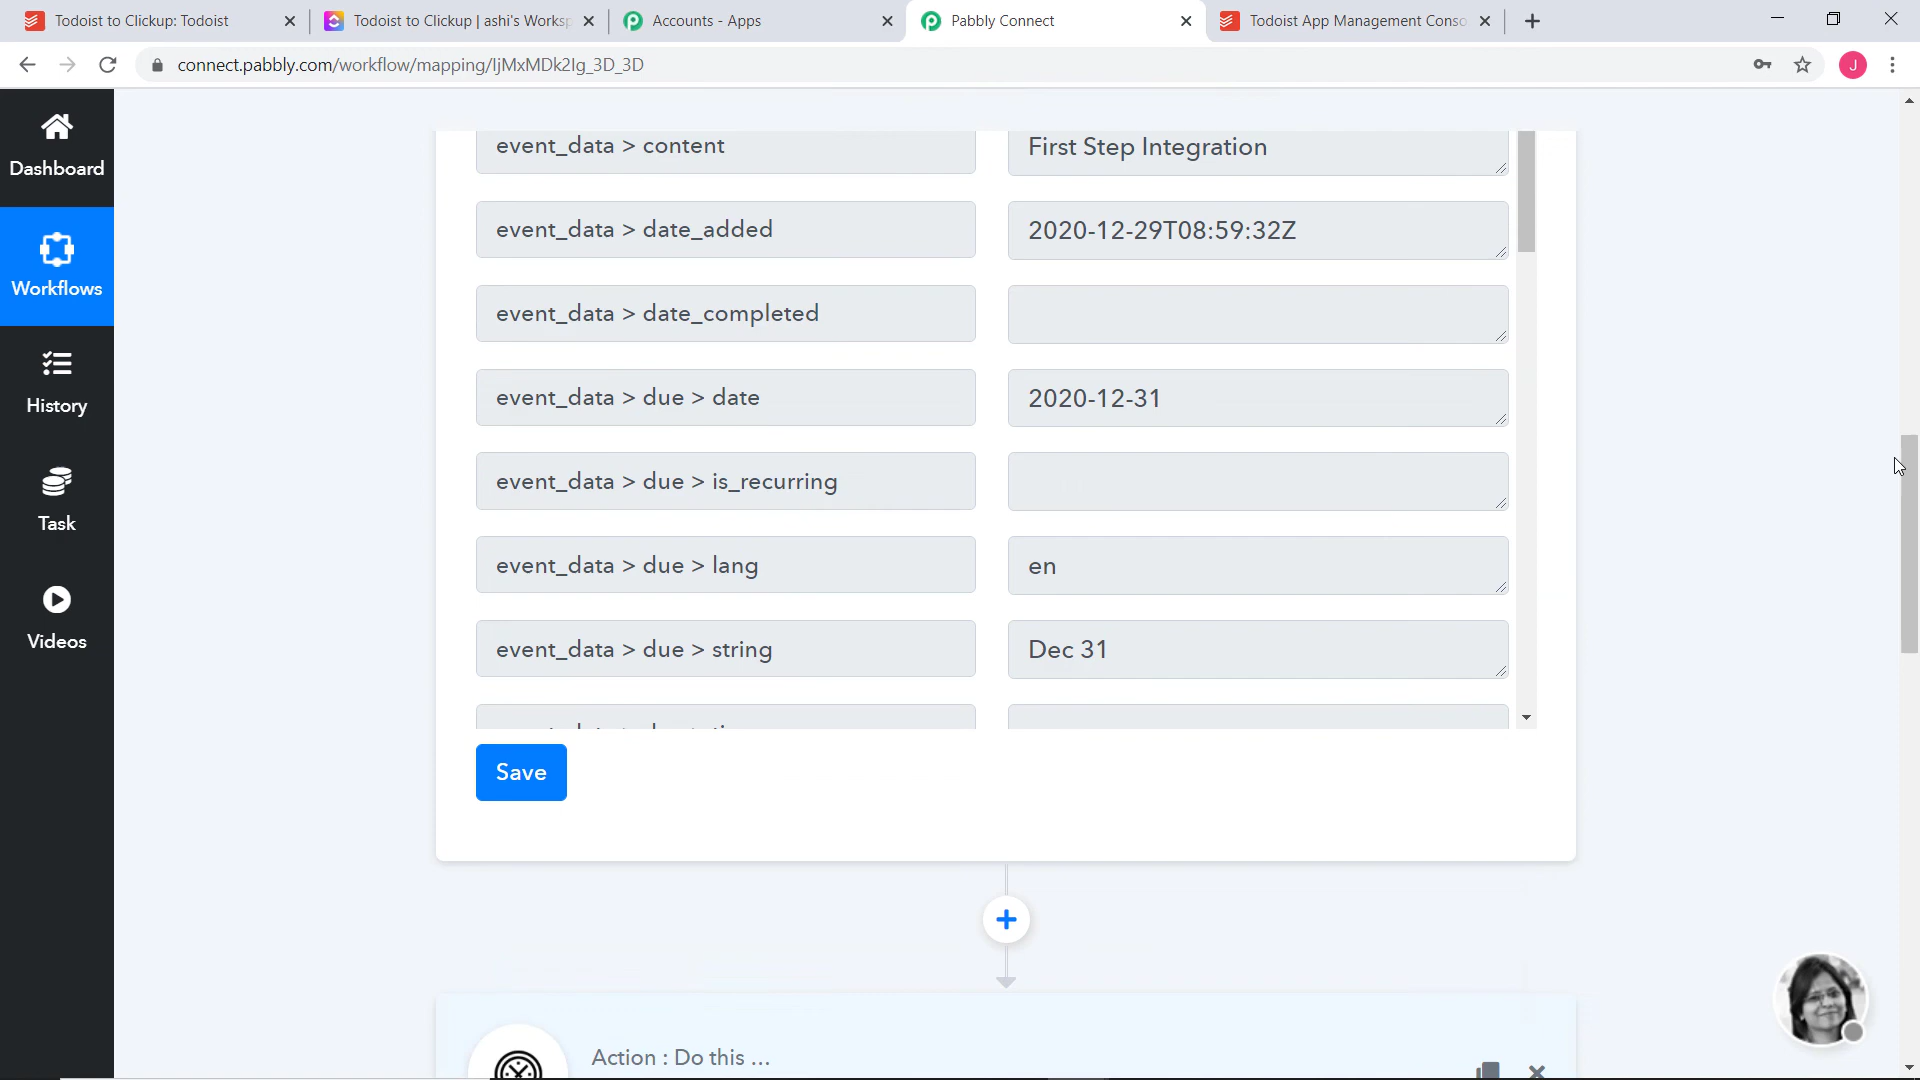 Todoist to Clickup: Todoist
Todoist to Clickup | ashi's Worksp
Accounts - Apps
Pabbly Connect
Todoist App Management Conso
connect.pabbly.com/workflow/mapping/IjMxMDk2Ig_3D_3D
J
Dashboard
Workflows
History
Task
Videos
event_data > content
First Step Integration
event_data > date_added
2020-12-29T08:59:32Z
event_data > date_completed
event_data > due > date
2020-12-31
event_data > due > is_recurring
event_data > due > lang
en
event_data > due > string
Dec 31
Save
Action : Do this ...